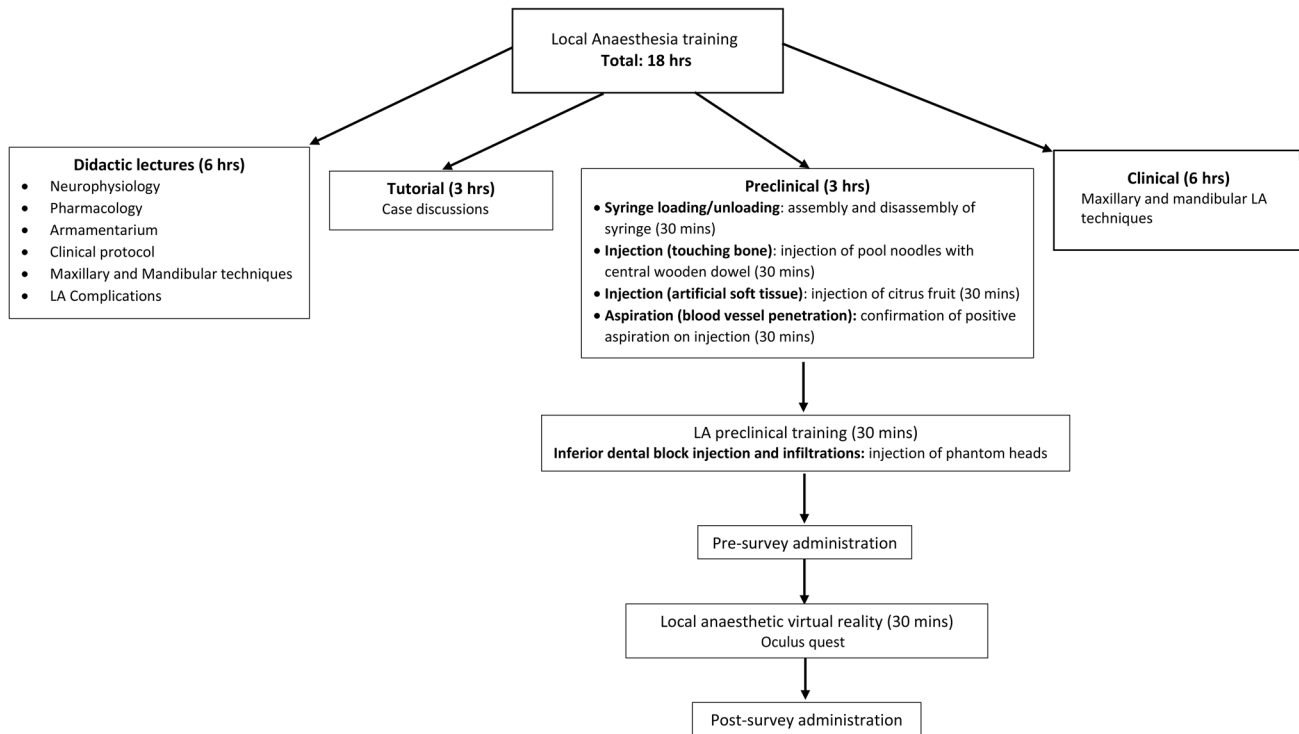 Local Anaesthesia training
Total: 18 hrs
Didactic lectures (6 hrs)
• Neurophysiology
• Pharmacology
• Armamentarium
• Clinical protocol
• Maxillary and Mandibular techniques
• LA Complications
Tutorial (3 hrs)
Case discussions
Preclinical (3 hrs)
• Syringe loading/unloading: assembly and disassembly of
syringe (30 mins)
• Injection (touching bone): injection of pool noodles with
central wooden dowel (30 mins)
• Injection (artificial soft tissue): injection of citrus fruit (30 mins)
• Aspiration (blood vessel penetration): confirmation of positive
aspiration on injection (30 mins)
Clinical (6 hrs)
Maxillary and mandibular LA
techniques
LA preclinical training (30 mins)
Inferior dental block injection and infiltrations: injection of phantom heads
Pre-survey administration
Local anaesthetic virtual reality (30 mins)
Oculus quest
Post-survey administration